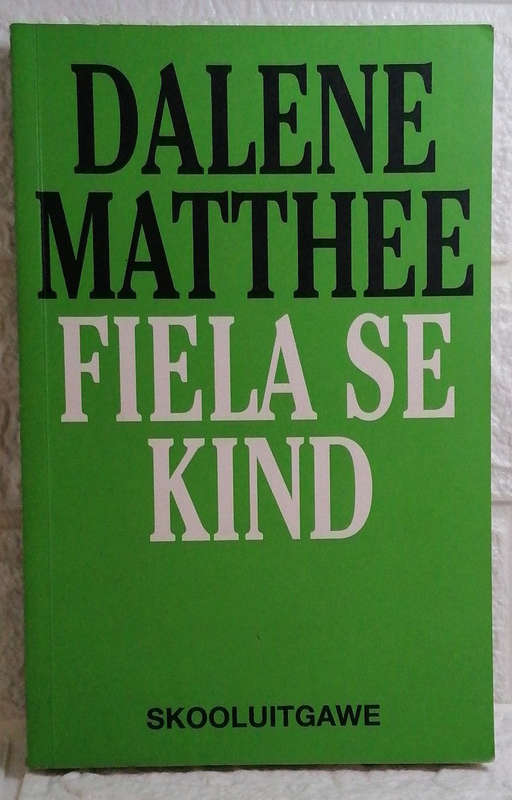 DALENE
MATTHEE
FIELA SE
KIND
SKOOLUITGAWE